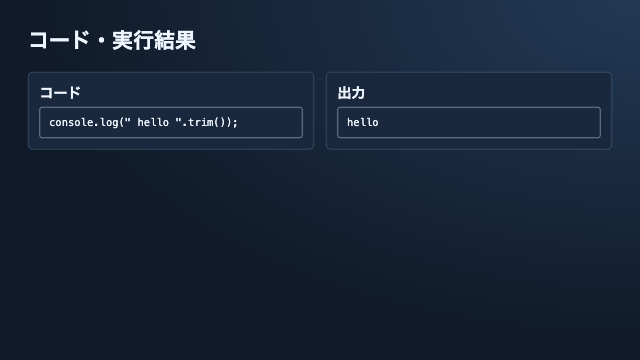 コード・実行結果
コード
console.log(" hello ".trim());
出力
hello